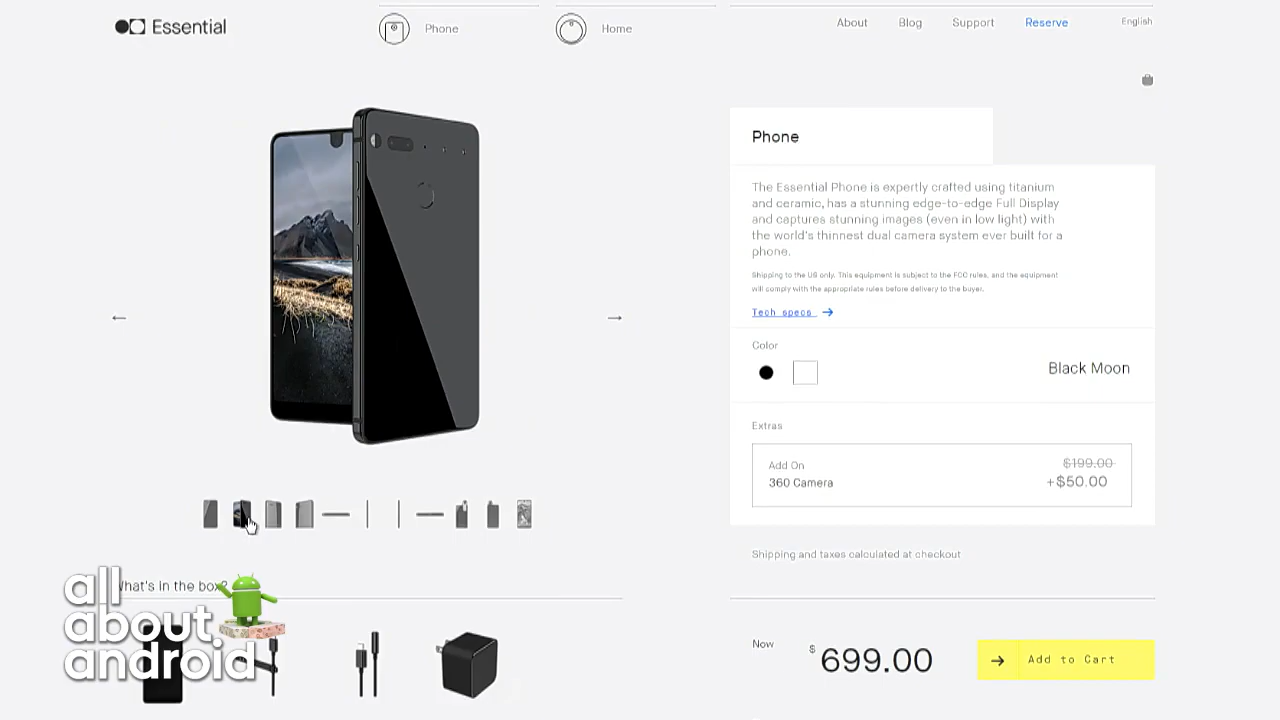 Essential
Phone
Home
About
Blog
Support
Reserve
English
Phone
The Essential Phone is expertly crafted using titanium
and ceramic, has a stunning edge-to-edge Full Display
and captures stunning images (even in low light) with
the world's thinnest dual camera system ever built for a
phone.
Shipping to the US only. This equipment is subject to the FCC rules, and the equipment
will comply with the appropriate rules before delivery to the buyer.
Tech specs
Color
Black Moon
Extras
Add On
$199.00
360 Camera
+$50.00
Shipping and taxes calculated at checkout
What's in the box?
all
about
android
Now
$699.00
Add to Cart